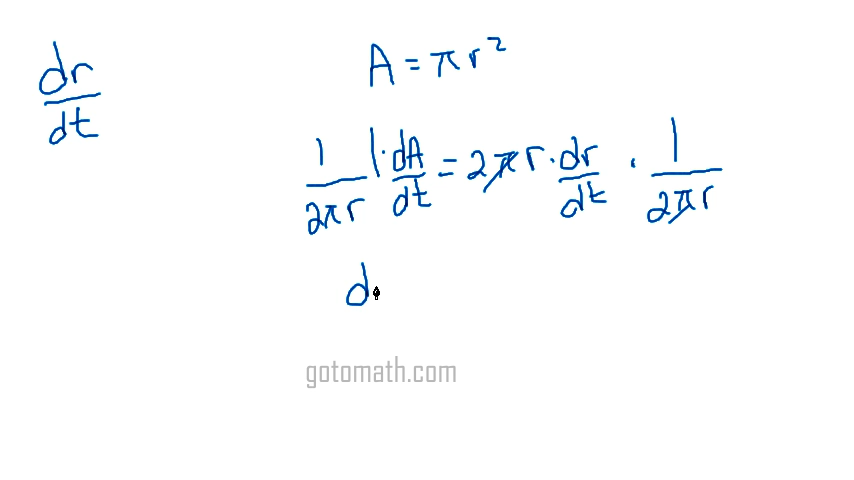 dr/dt
A = πr²
1/2πr 1 · dA/dt = 2πr · dr/dt · 1/2πr
d
gotomath.com